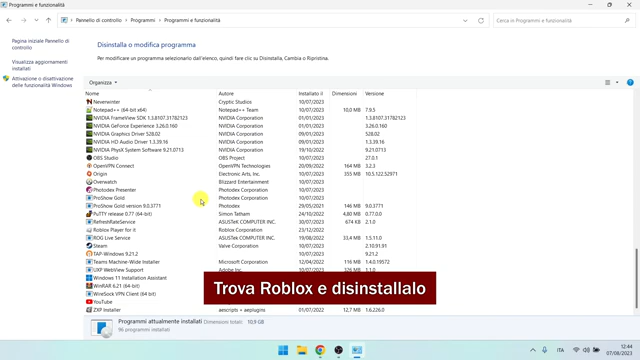 Programmi e funzionalità
Pannello di controllo > Programmi > Programmi e funzionalità
Cerca in Programmi e funzionalità
Pagina iniziale Pannello di controllo
Visualizza aggiornamenti installati
Attivazione o disattivazione delle funzionalità Windows
Disinstalla o modifica programma
Per modificare un programma selezionato dall'elenco, quindi fare clic su Disinstalla, Cambia o Ripristina.
Organizza
Nome Autore Installato il Dimensioni Versione
Neverwinter Cryptic Studios 10/07/2023
Notepad++ (64-bit x64) Notepad++ Team 10/07/2023 10,0 MB 7.9.5
NVIDIA FrameView SDK 1.3.8107.31782123 NVIDIA Corporation 01/01/2023 1.3.8107.31782123
NVIDIA GeForce Experience 3.26.0.160 NVIDIA Corporation 01/01/2023 3.26.0.160
NVIDIA Graphics Driver 528.02 NVIDIA Corporation 01/01/2023 528.02
NVIDIA HD Audio Driver 1.3.39.16 NVIDIA Corporation 01/01/2023 1.3.39.16
NVIDIA PhysX System Software 9.21.0713 NVIDIA Corporation 19/10/2022 9.21.0713
OBS Studio OBS Project 10/07/2023 27.0.1
OpenVPN Connect OpenVPN Technologies 20/09/2022 164 MB 3.2.3
Origin Electronic Arts, Inc. 10/07/2023 355 MB 10.5.122.52971
Overwatch Blizzard Entertainment 10/07/2023
Photodex Presenter Photodex Corporation 10/07/2023
ProShow Gold Photodex Corporation 10/07/2023
ProShow Gold version 9.0.3771 Photodex 29/05/2021 146 MB 9.0.3771
PuTTY release 0.77 (64-bit) Simon Tatham 24/10/2022 4,80 MB 0.77.0.0
RefreshRateService ASUSTeK COMPUTER INC. 10/07/2023 674 KB 2.1.0
Roblox Player for it Roblox Corporation 23/12/2022
ROG Live Service ASUSTeK COMPUTER INC. 19/08/2022 33,4 MB 1.5.11.0
Steam Valve Corporation 10/07/2023 2.10.91.91
TAP-Windows 9.21.2 10/07/2023 9.21.2
Teams Machine-Wide Installer Microsoft Corporation 12/04/2022 116 MB 1.4.0.19572
UXP WebView Support
Windows 11 Installation Assistant
WinRAR 6.21 (64-bit)
WireSock VPN Client (x64)
YouTube
ZXP Installer aescripts + aeplugins 01/07/2022 12,7 MB 1.6.226.0
Trova Roblox e disinstallalo
Programmi attualmente installati Dimensioni totali: 10,9 GB
96 programmi installati
ITA
12:44
07/08/2023